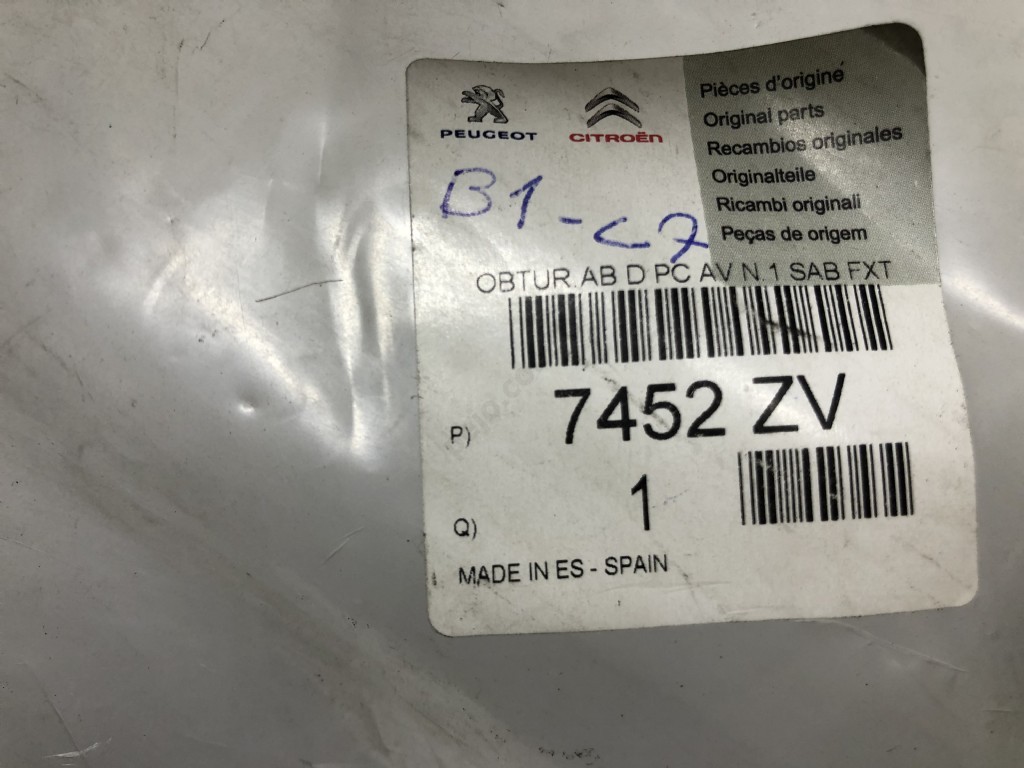 PEUGEOT CITROËN
Pièces d'origine
Original parts
Recambios originales
Originalteile
Ricambi originali
Peças de origem
B1-C7
OBTUR.AB D PC AV N.1 SAB FXT
P) 7452 ZV
Q) 1
MADE IN ES - SPAIN